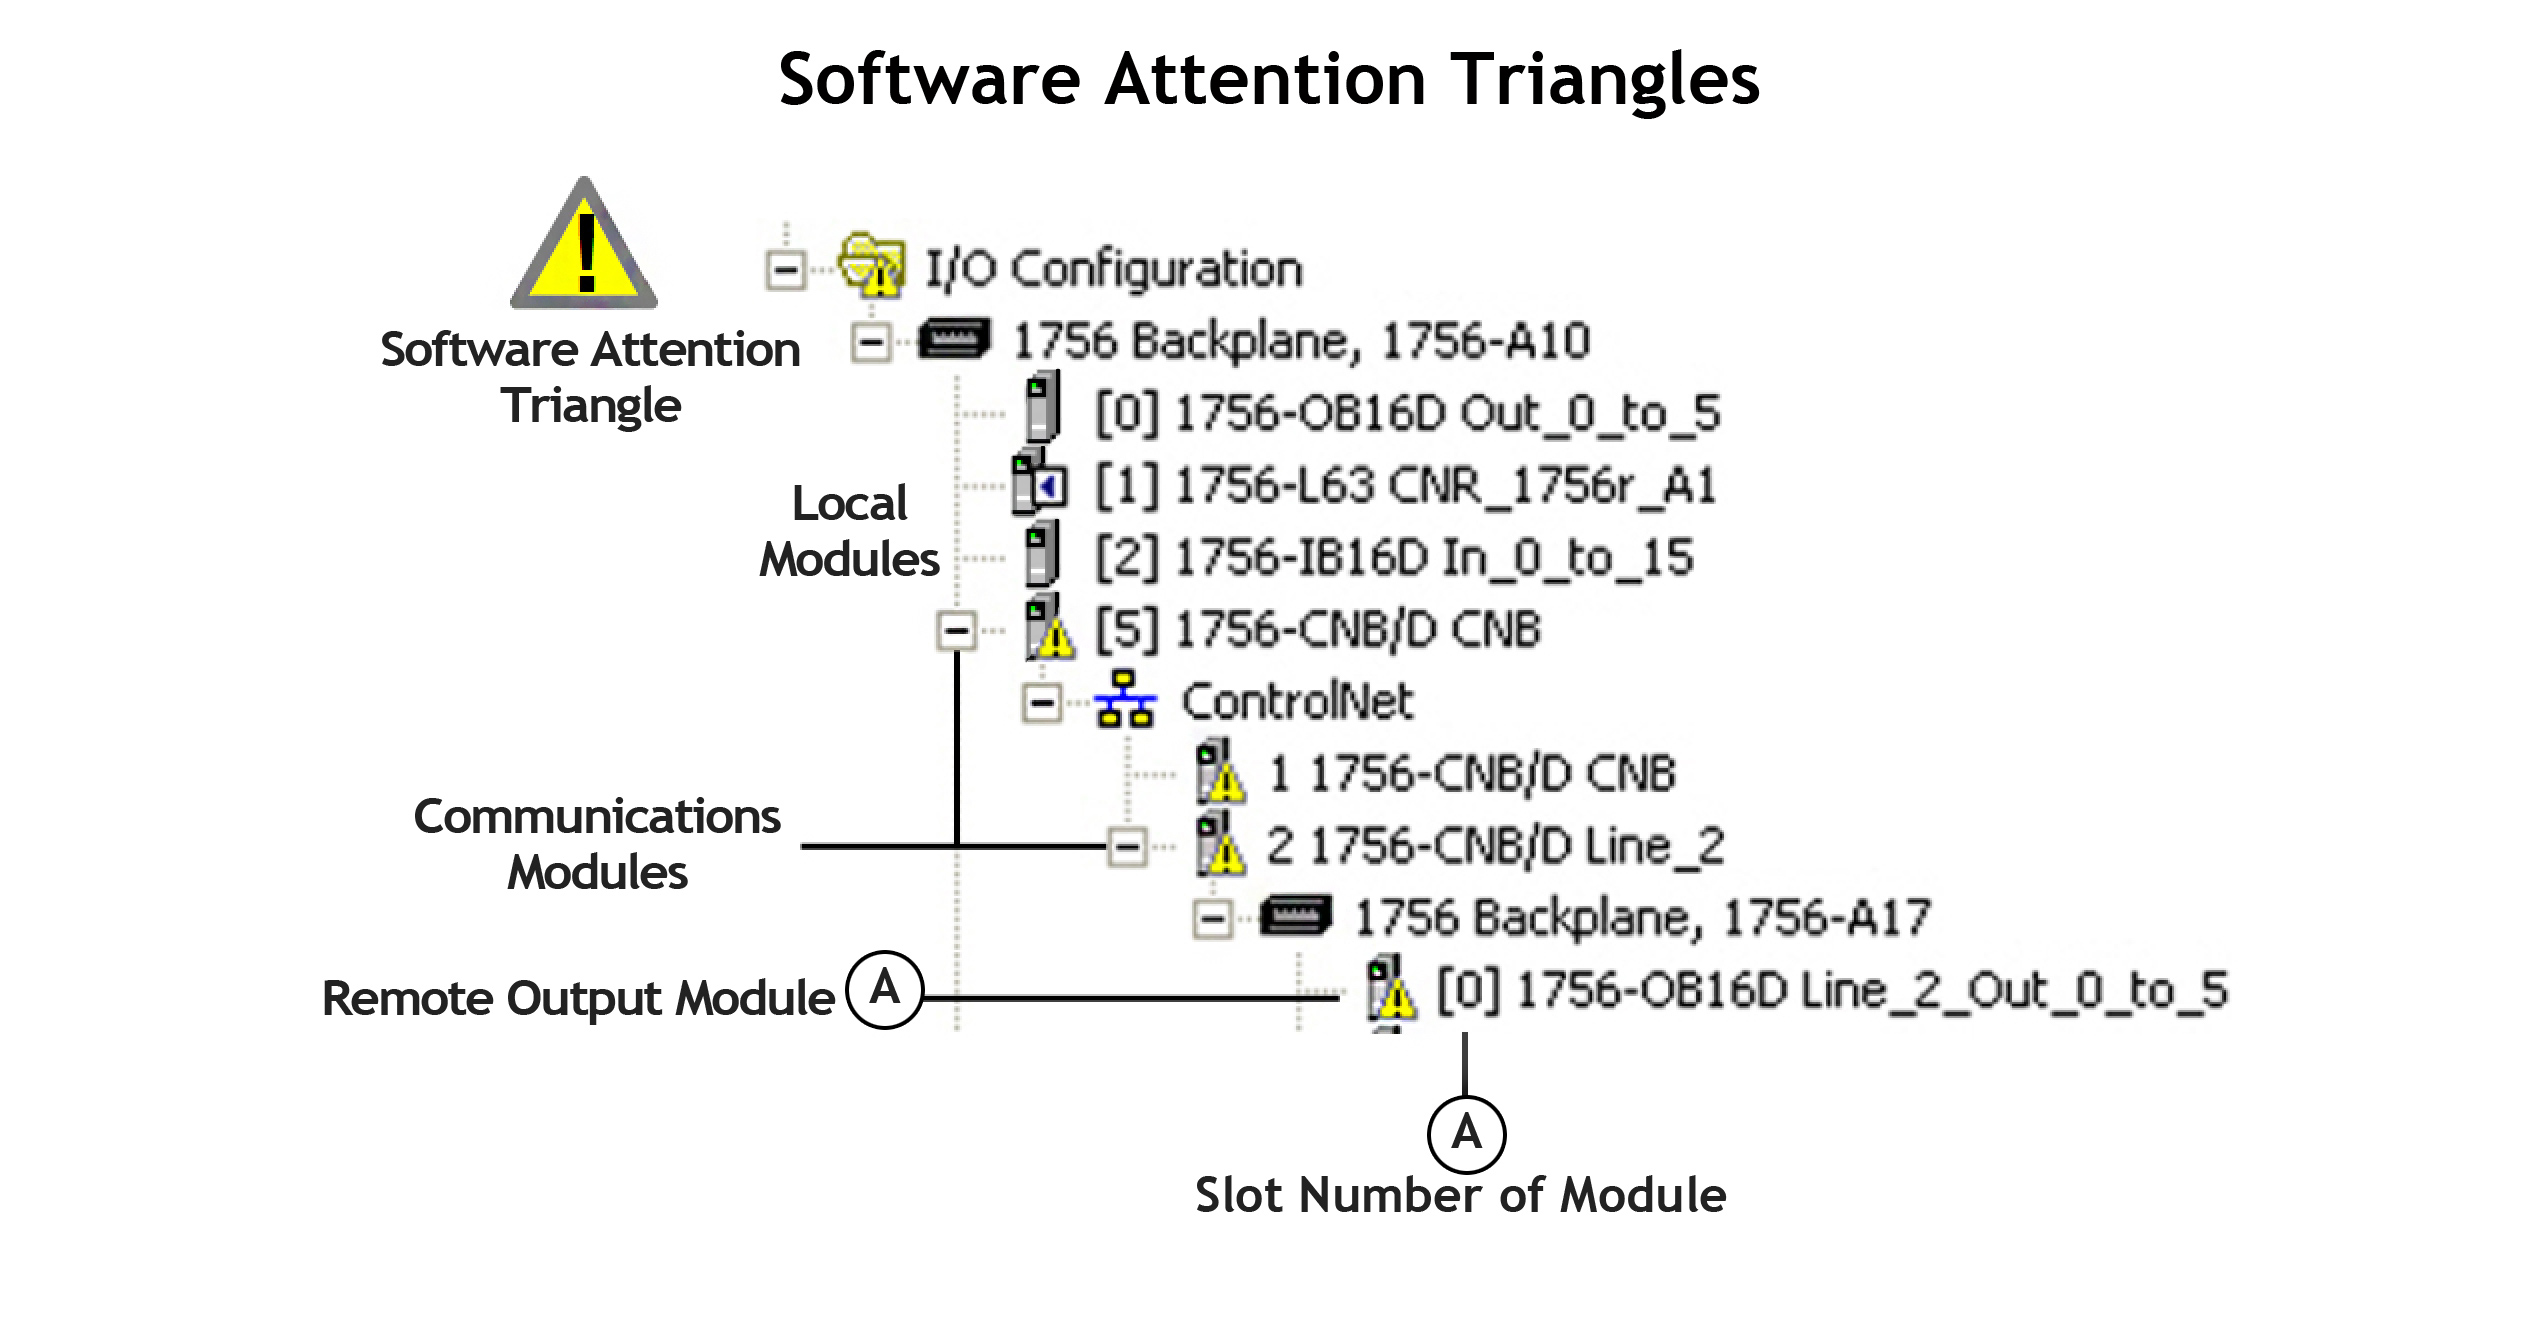 Software Attention Triangles
Software Attention
Triangle
I/O Configuration
1756 Backplane, 1756-A10
[0] 1756-OB16D Out_0_to_5
Local
Modules
[1] 1756-L63 CNR_1756r_A1
[2] 1756-IB16D In_0_to_15
[5] 1756-CNB/D CNB
ControlNet
1 1756-CNB/D CNB
Communications
Modules
2 1756-CNB/D Line_2
1756 Backplane, 1756-A17
Remote Output Module
A
[0] 1756-OB16D Line_2_Out_0_to_5
A
Slot Number of Module